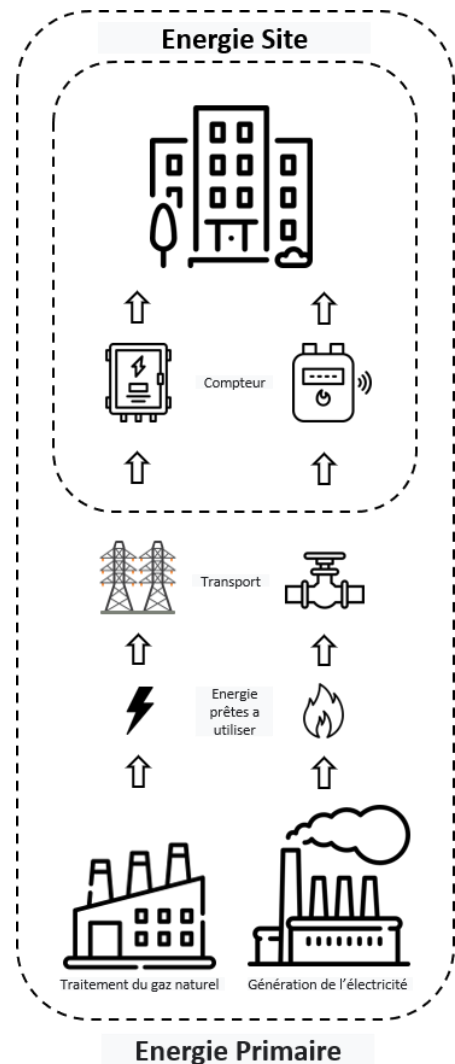 Energie Site
Compteur
Transport
Energie
prêtes a
utiliser
Traitement du gaz naturel
Génération de l'électricité
Energie Primaire